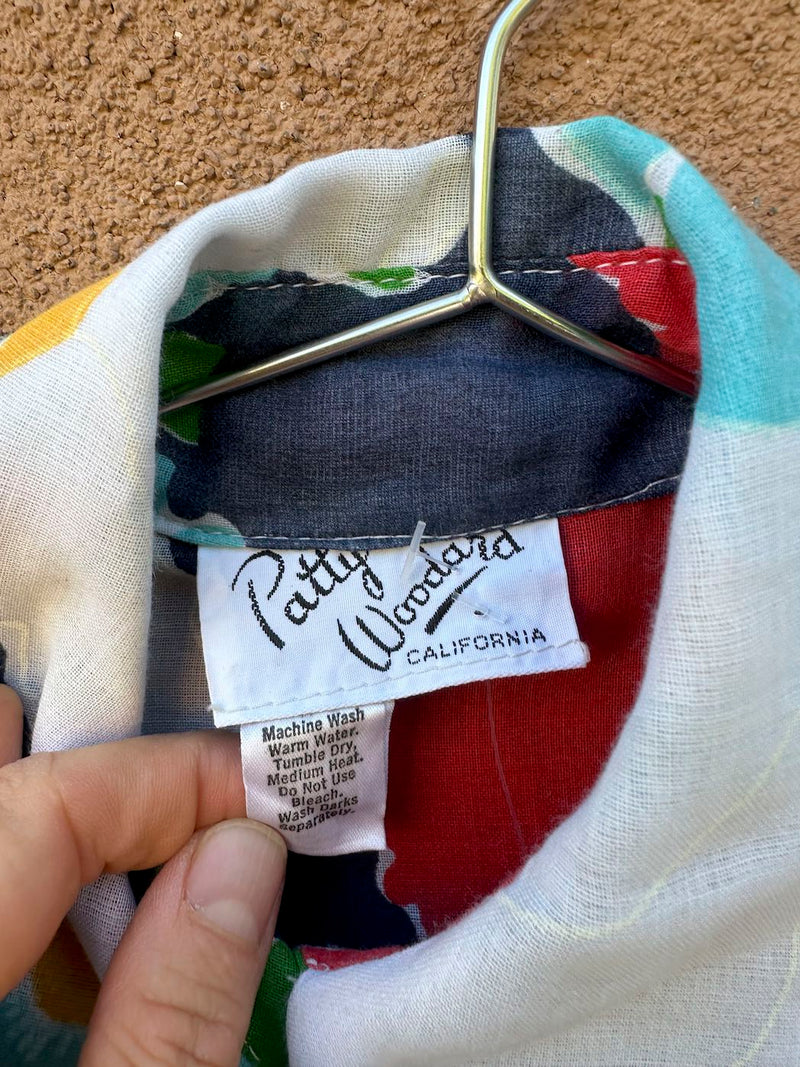 Patty
Woodard
CALIFORNIA
Machine Wash
Warm Water.
Tumble Dry,
Medium Heat.
Do Not Use
Bleach.
Wash Darks
Separately.